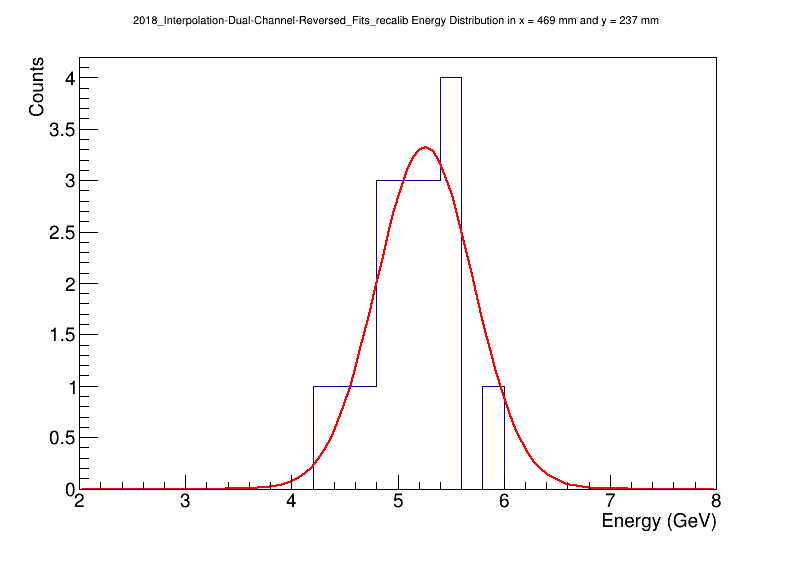 2018_Interpolation-Dual-Channel-Reversed_Fits_recalib Energy Distribution in x = 469 mm and y = 237 mm
Counts
4
3.5
3
2.5
2
1.5
1
0.5
0
2 3 4 5 6 7 8
Energy (GeV)